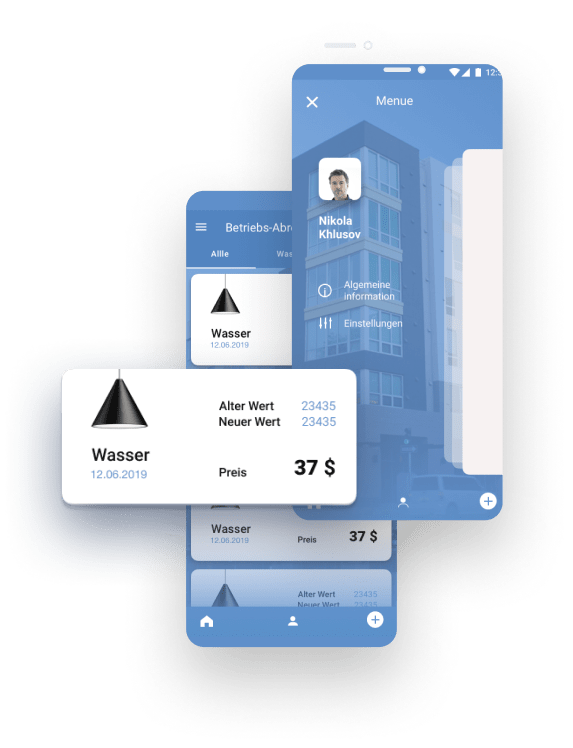 12:3
Menue
Nikola
Khlusov
Algemeine
information
Einstellungen
Betriebs-Abr
Allle
Was
Wasser
12.06.2019
Alter Wert 23435
Neuer Wert 23435
Wasser
12.06.2019
Preis 37 $
Wasser
12.06.2019
Preis 37 $
Alter Wert 23435
Neuer Wert 23435